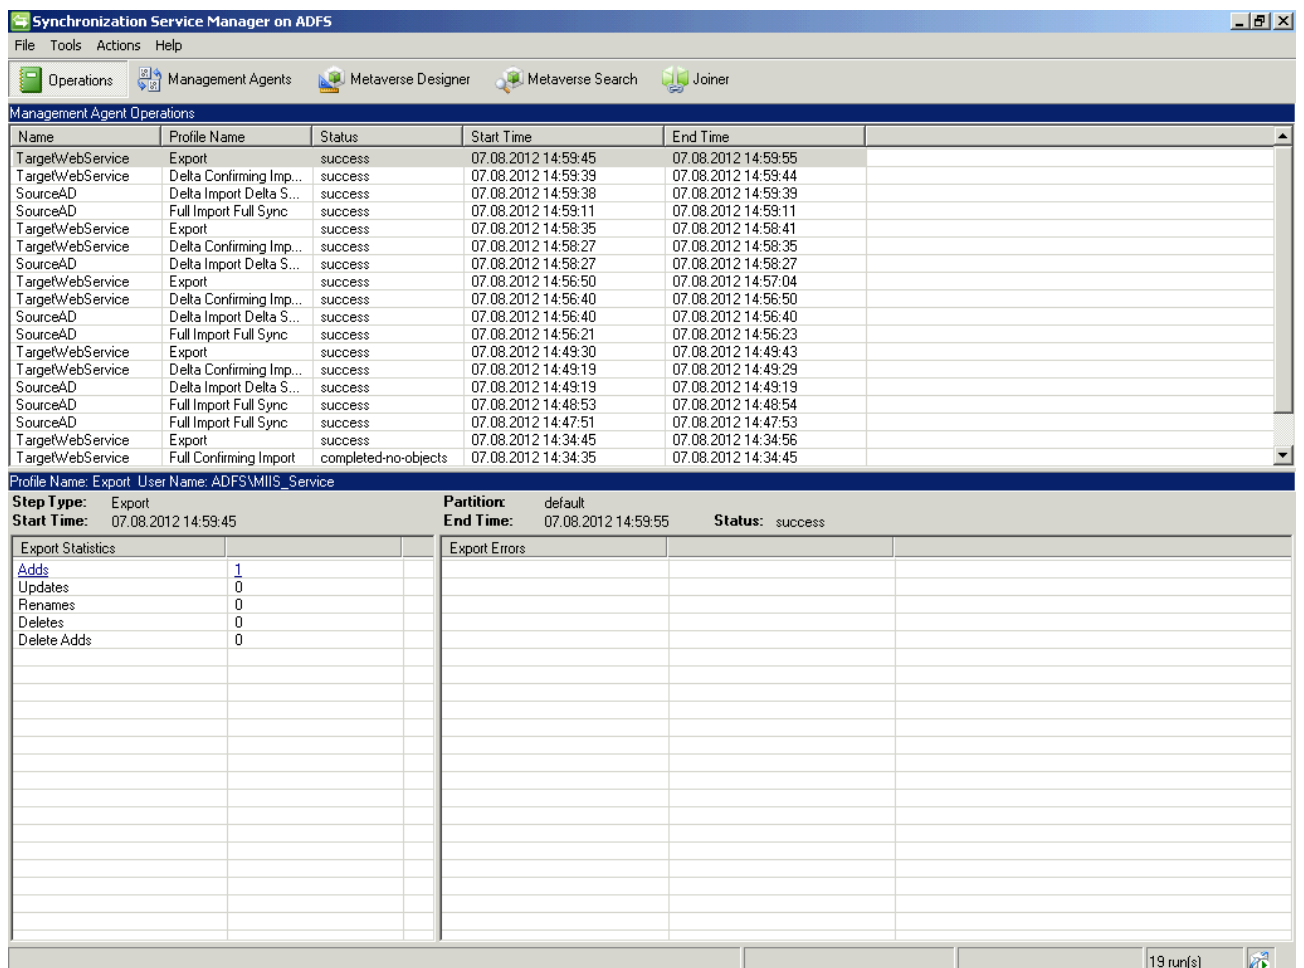 Synchronization Service Manager on ADFS
File Tools Actions Help
Operations Management Agents Metaverse Designer Metaverse Search Joiner
Management Agent Operations
Name Profile Name Status Start Time End Time
TargetWebService Export success 07.08.2012 14:59:45 07.08.2012 14:59:55
TargetWebService Delta Confirming Imp... success 07.08.2012 14:59:39 07.08.2012 14:59:44
SourceAD Delta Import Delta S... success 07.08.2012 14:59:38 07.08.2012 14:59:39
SourceAD Full Import Full Sync success 07.08.2012 14:59:11 07.08.2012 14:59:11
TargetWebService Export success 07.08.2012 14:58:35 07.08.2012 14:58:41
TargetWebService Delta Confirming Imp... success 07.08.2012 14:58:27 07.08.2012 14:58:35
SourceAD Delta Import Delta S... success 07.08.2012 14:58:27 07.08.2012 14:58:27
TargetWebService Export success 07.08.2012 14:56:50 07.08.2012 14:57:04
TargetWebService Delta Confirming Imp... success 07.08.2012 14:56:40 07.08.2012 14:56:50
SourceAD Delta Import Delta S... success 07.08.2012 14:56:40 07.08.2012 14:56:40
SourceAD Full Import Full Sync success 07.08.2012 14:56:21 07.08.2012 14:56:23
TargetWebService Export success 07.08.2012 14:49:30 07.08.2012 14:49:43
TargetWebService Delta Confirming Imp... success 07.08.2012 14:49:19 07.08.2012 14:49:29
SourceAD Delta Import Delta S... success 07.08.2012 14:49:19 07.08.2012 14:49:19
SourceAD Full Import Full Sync success 07.08.2012 14:48:53 07.08.2012 14:48:54
SourceAD Full Import Full Sync success 07.08.2012 14:47:51 07.08.2012 14:47:53
TargetWebService Export success 07.08.2012 14:34:45 07.08.2012 14:34:56
TargetWebService Full Confirming Import completed-no-objects 07.08.2012 14:34:35 07.08.2012 14:34:45
Profile Name: Export User Name: ADFS\MIIS_Service
Step Type: Export Partition: default
Start Time: 07.08.2012 14:59:45 End Time: 07.08.2012 14:59:55 Status: success
Export Statistics Export Errors
Adds 1
Updates 0
Renames 0
Deletes 0
Delete Adds 0
19 run(s)